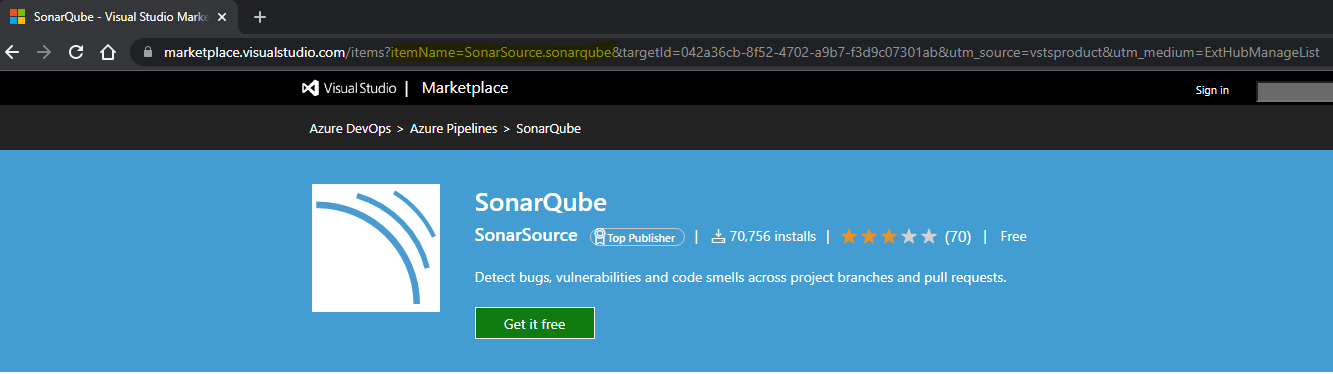 SonarQube - Visual Studio Marke
marketplace.visualstudio.com/items?itemName=SonarSource.sonarqube&targetId=042a36cb-8f52-4702-a9b7-f3d9c07301ab&utm_source=vstsproduct&utm_medium=ExtHubManageList
Visual Studio | Marketplace
Sign in
Azure DevOps > Azure Pipelines > SonarQube
SonarQube
SonarSource Top Publisher | 70,756 installs | (70) | Free
Detect bugs, vulnerabilities and code smells across project branches and pull requests.
Get it free